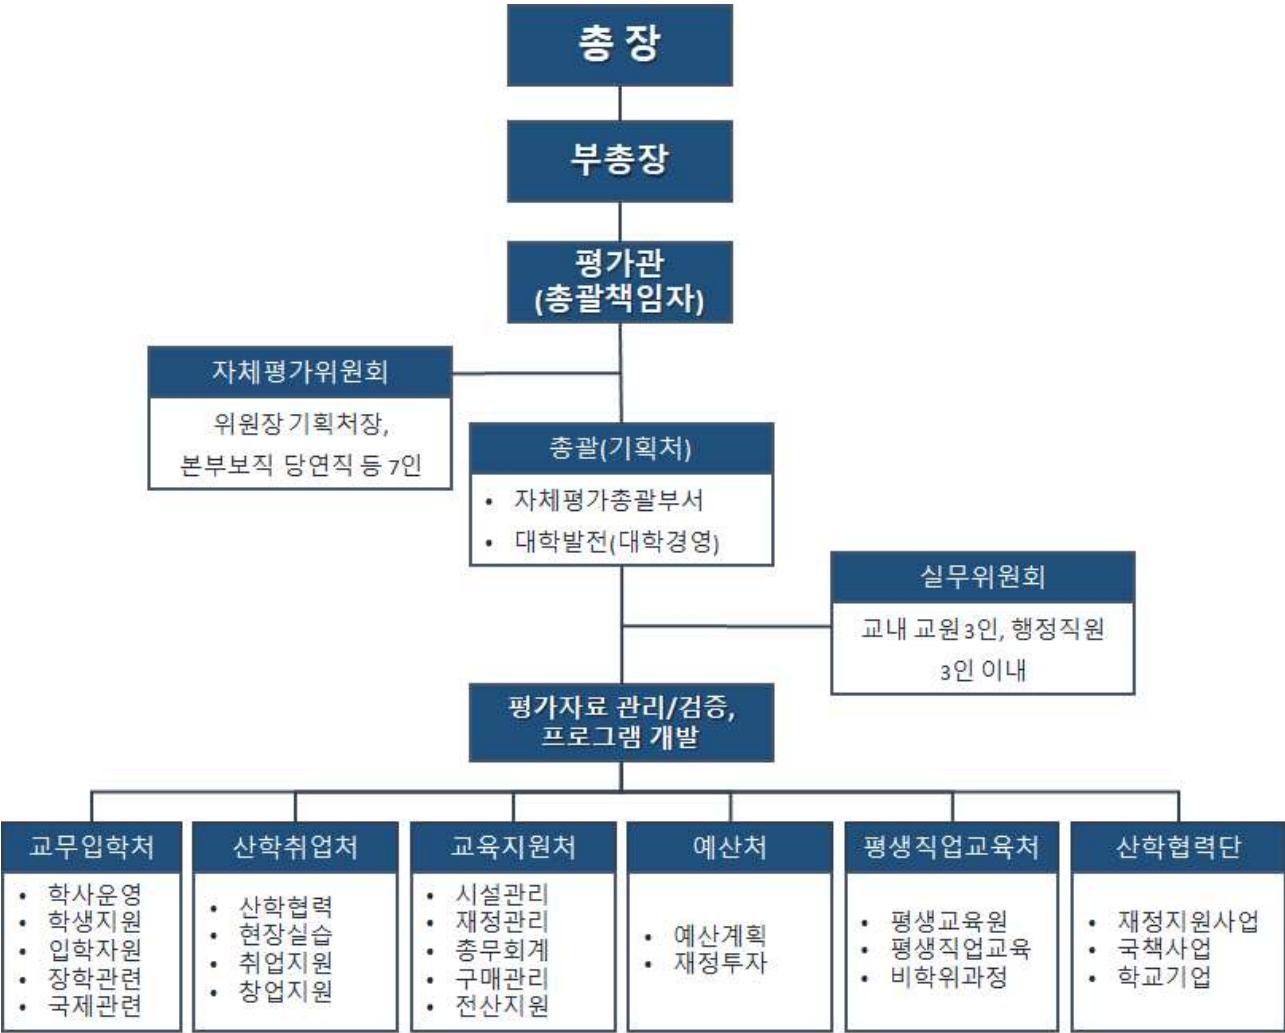 총 장
부총장
평가관
(총괄책임자)
자체평가위원회
위원장 기획처장,
본부보직 당연직 등 7인
총괄(기획처)
• 자체평가총괄부서
• 대학발전(대학경영)
실무위원회
교내 교원 3인, 행정직원
3인 이내
평가자료 관리/검증,
프로그램 개발
교무입학처
• 학사운영
• 학생지원
• 입학자원
• 장학관련
• 국제관련
산학취업처
• 산학협력
• 현장실습
• 취업지원
• 창업지원
교육지원처
• 시설관리
• 재정관리
• 총무회계
• 구매관리
• 전산지원
예산처
• 예산계획
• 재정투자
평생직업교육처
• 평생교육원
• 평생직업교육
• 비학위과정
산학협력단
• 재정지원사업
• 국책사업
• 학교기업